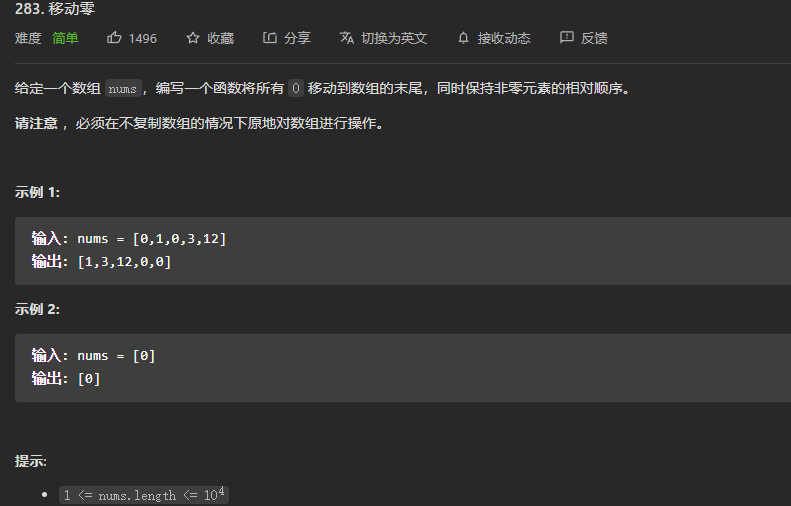 283. 移动零
难度 简单 1496 收藏 分享 切换为英文 接收动态 反馈
给定一个数组 nums，编写一个函数将所有 0 移动到数组的末尾，同时保持非零元素的相对顺序。
请注意 ，必须在不复制数组的情况下原地对数组进行操作。
示例 1:
输入: nums = [0,1,0,3,12]
输出: [1,3,12,0,0]
示例 2:
输入: nums = [0]
输出: [0]
提示:
• 1 <= nums.length <= 10⁴